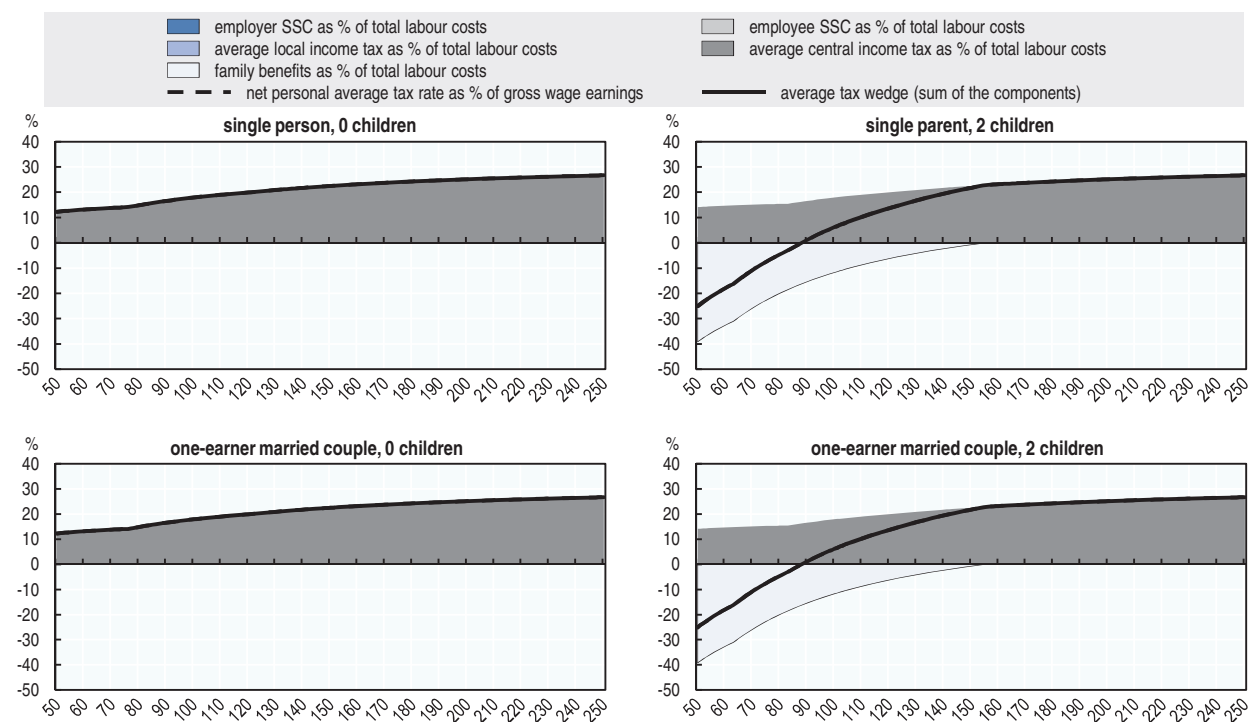 employer SSC as % of total labour costs
employee SSC as % of total labour costs
average local income tax as % of total labour costs
average central income tax as % of total labour costs
family benefits as % of total labour costs
net personal average tax rate as % of gross wage earnings
average tax wedge (sum of the components)
%
single person, 0 children
40
30
20
10
0
-10
-20
-30
-40
-50
50 60 70 80 90 100 110 120 130 140 150 160 170 180 190 200 210 220 230 240 250
%
single parent, 2 children
40
30
20
10
0
-10
-20
-30
-40
-50
50 60 70 80 90 100 110 120 130 140 150 160 170 180 190 200 210 220 230 240 250
%
one-earner married couple, 0 children
40
30
20
10
0
-10
-20
-30
-40
-50
50 60 70 80 90 100 110 120 130 140 150 160 170 180 190 200 210 220 230 240 250
%
one-earner married couple, 2 children
40
30
20
10
0
-10
-20
-30
-40
-50
50 60 70 80 90 100 110 120 130 140 150 160 170 180 190 200 210 220 230 240 250